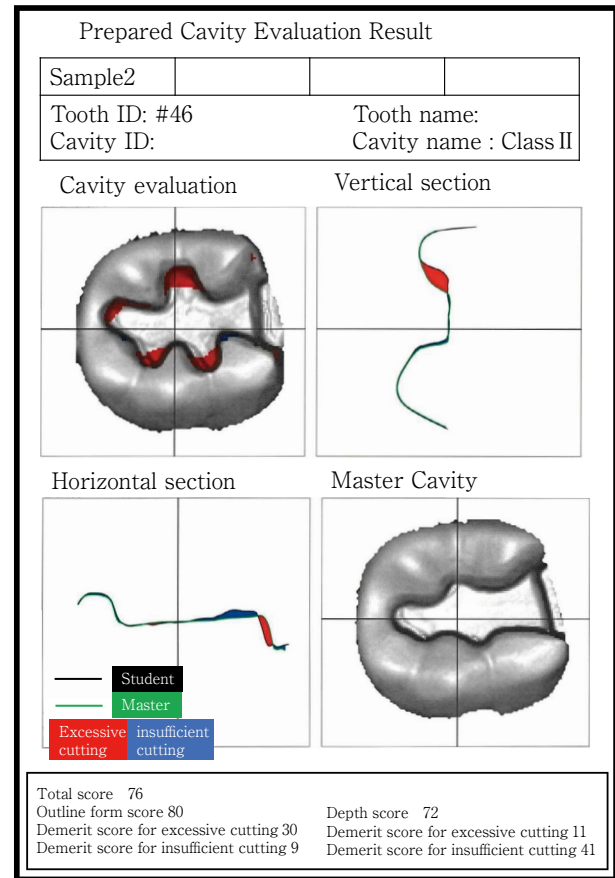 Prepared Cavity Evaluation Result
Sample2
Tooth ID: #46 Tooth name:
Cavity ID: Cavity name : Class Ⅱ
Cavity evaluation Vertical section
Horizontal section Master Cavity
Student
Master
Excessive cutting
insufficient cutting
Total score 76
Outline form score 80
Demerit score for excessive cutting 30
Demerit score for insufficient cutting 9
Depth score 72
Demerit score for excessive cutting 11
Demerit score for insufficient cutting 41